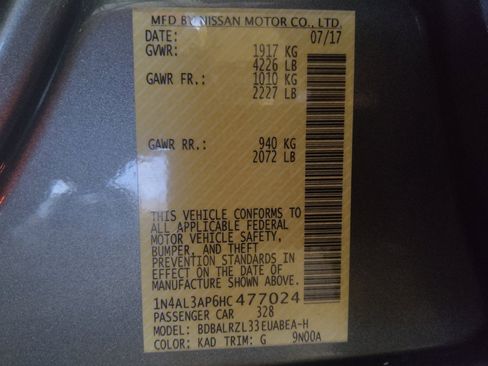 MFD BY NISSAN MOTOR CO., LTD.
DATE: 07/17
GVWR: 1917 KG
4226 LB
GAWR FR.: 1010 KG
2227 LB
GAWR RR.: 940 KG
2072 LB
THIS VEHICLE CONFORMS TO
ALL APPLICABLE FEDERAL
MOTOR VEHICLE SAFETY,
BUMPER, AND THEFT
PREVENTION STANDARDS IN
EFFECT ON THE DATE OF
MANUFACTURE SHOWN ABOVE.
1N4AL3AP6HC477024
PASSENGER CAR 328
MODEL: BDBALRZL33EUABEA-H
COLOR: KAD TRIM: G 9N00A